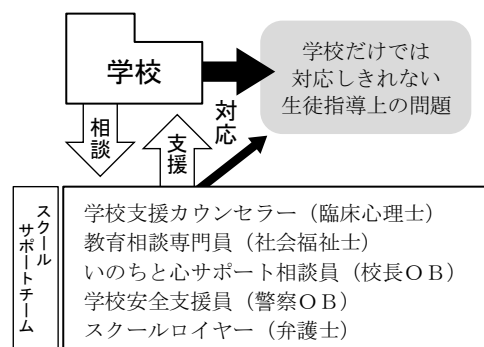 学校
学校だけでは
対応しきれない
生徒指導上の問題
対応
相談
支援
スクール
サポートチーム
学校支援カウンセラー（臨床心理士）
教育相談専門員（社会福祉士）
いのちと心サポート相談員（校長ＯＢ）
学校安全支援員（警察ＯＢ）
スクールロイヤー（弁護士）